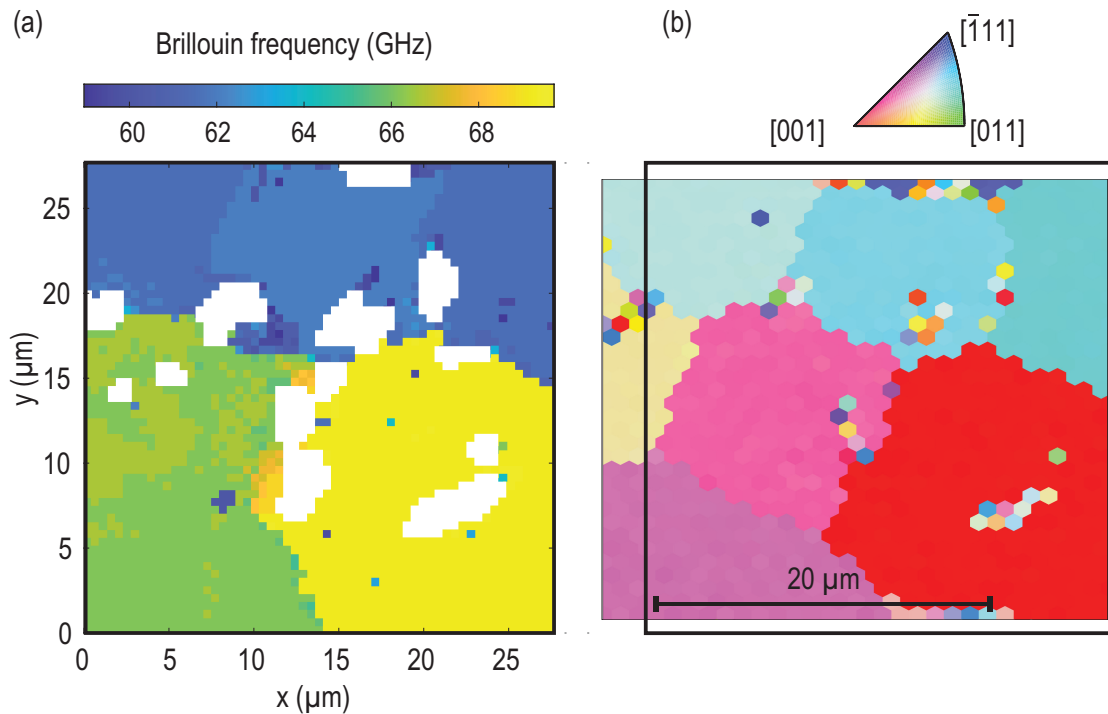 (a)
Brillouin frequency (GHz)
60 62 64 66 68
25
20
15
10
5
0
y (µm)
0 5 10 15 20 25
x (µm)
(b)
[1̄11]
[001] [011]
20 µm